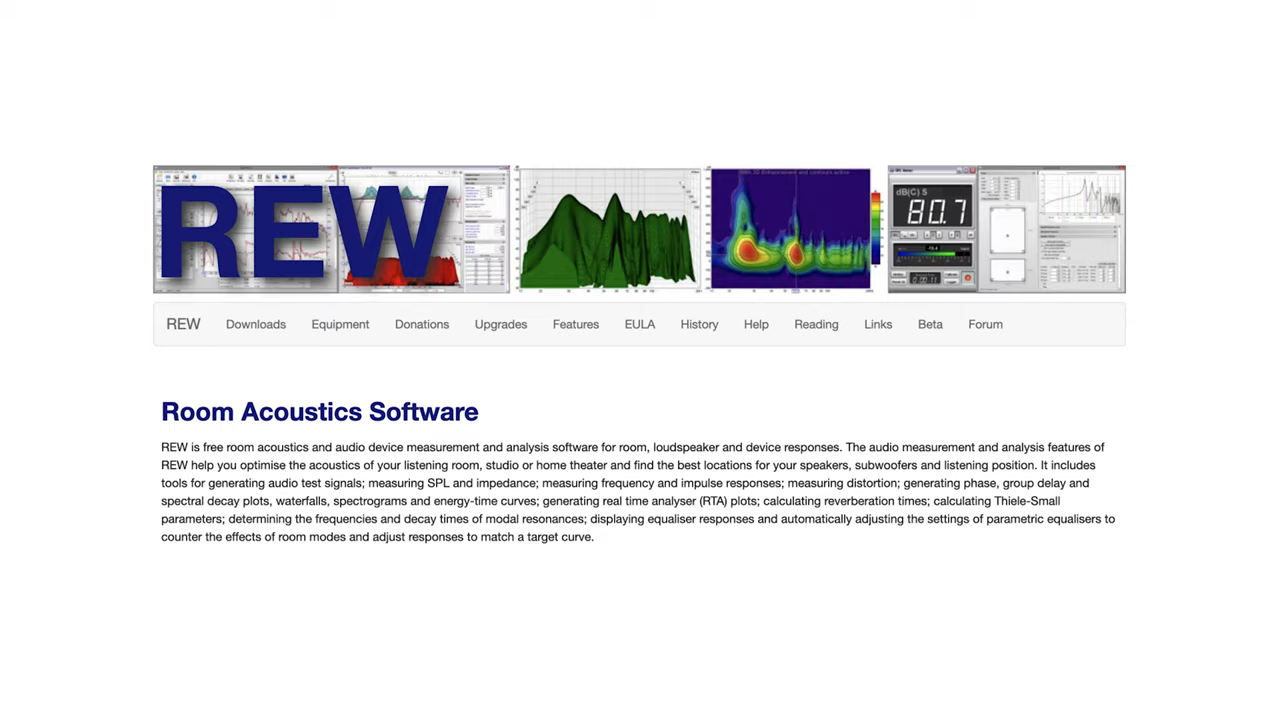 REW
dB(C) S
80.7
REW Downloads Equipment Donations Upgrades Features EULA History Help Reading Links Beta Forum
Room Acoustics Software
REW is free room acoustics and audio device measurement and analysis software for room, loudspeaker and device responses. The audio measurement and analysis features of
REW help you optimise the acoustics of your listening room, studio or home theater and find the best locations for your speakers, subwoofers and listening position. It includes
tools for generating audio test signals; measuring SPL and impedance; measuring frequency and impulse responses; measuring distortion; generating phase, group delay and
spectral decay plots, waterfalls, spectrograms and energy-time curves; generating real time analyser (RTA) plots; calculating reverberation times; calculating Thiele-Small
parameters; determining the frequencies and decay times of modal resonances; displaying equaliser responses and automatically adjusting the settings of parametric equalisers to
counter the effects of room modes and adjust responses to match a target curve.